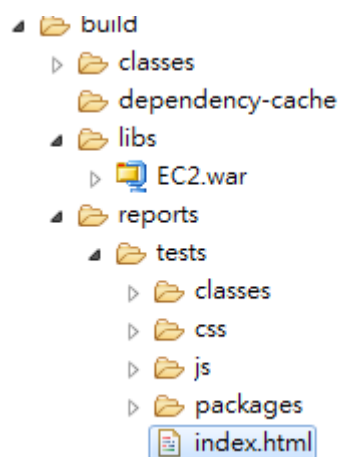 build
classes
dependency-cache
libs
EC2.war
reports
tests
classes
css
js
packages
index.html